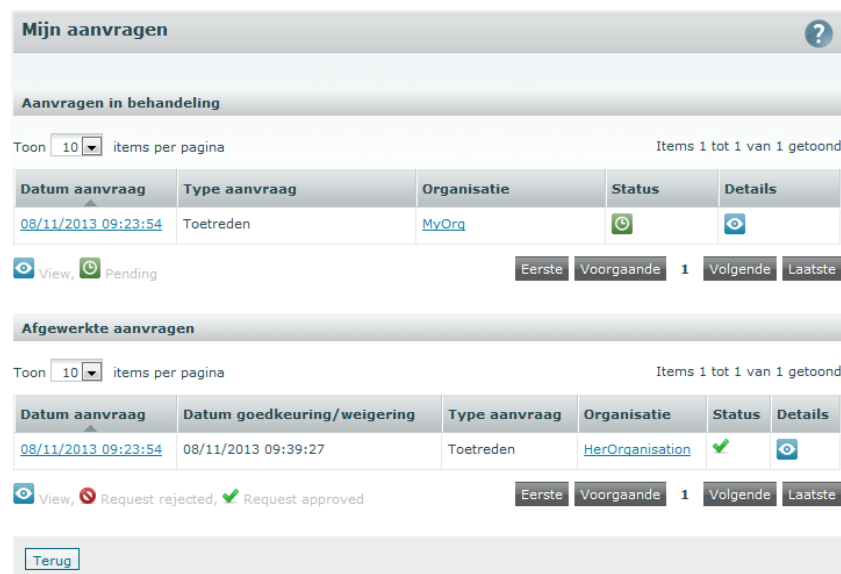 Mijn aanvragen ?
Aanvragen in behandeling
Toon 10 items per pagina Items 1 tot 1 van 1 getoond
Datum aanvraag Type aanvraag Organisatie Status Details
08/11/2013 09:23:54 Toetreden MyOrg
View, Pending Eerste Voorgaande 1 Volgende Laatste
Afgewerkte aanvragen
Toon 10 items per pagina Items 1 tot 1 van 1 getoond
Datum aanvraag Datum goedkeuring/weigering Type aanvraag Organisatie Status Details
08/11/2013 09:23:54 08/11/2013 09:39:27 Toetreden HerOrganisation
View, Request rejected, Request approved Eerste Voorgaande 1 Volgende Laatste
Terug